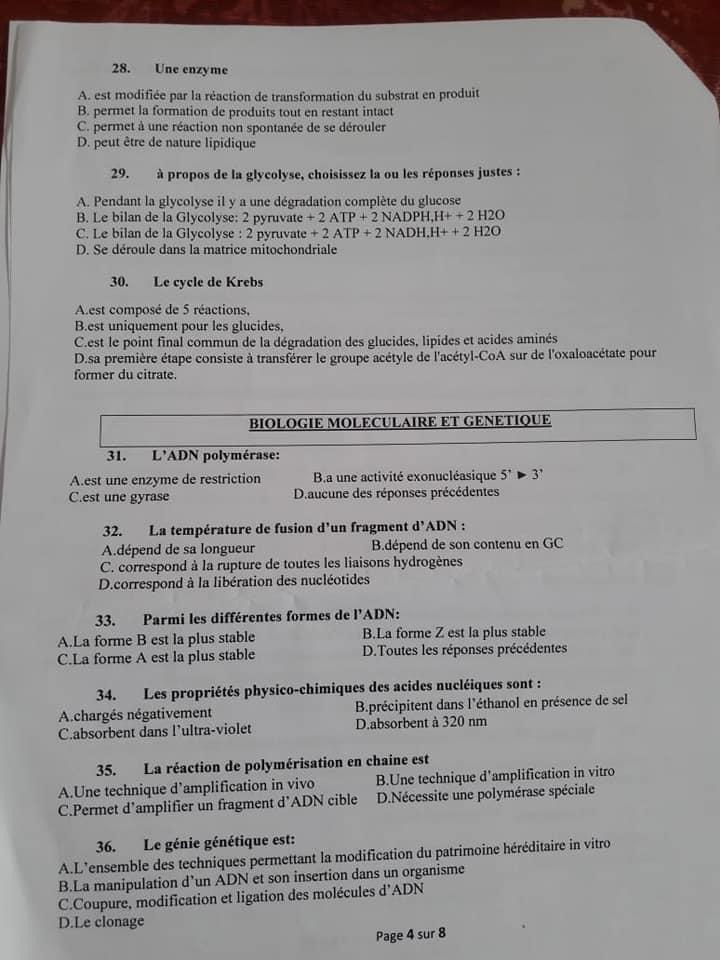 28. Une enzyme
A. est modifiée par la réaction de transformation du substrat en produit
B. permet la formation de produits tout en restant intact
C. permet à une réaction non spontanée de se dérouler
D. peut être de nature lipidique
29. à propos de la glycolyse, choisissez la ou les réponses justes :
A. Pendant la glycolyse il y a une dégradation complète du glucose
B. Le bilan de la Glycolyse: 2 pyruvate + 2 ATP + 2 NADPH,H+ + 2 H2O
C. Le bilan de la Glycolyse : 2 pyruvate + 2 ATP + 2 NADH,H+ + 2 H2O
D. Se déroule dans la matrice mitochondriale
30. Le cycle de Krebs
A.est composé de 5 réactions,
B.est uniquement pour les glucides,
C.est le point final commun de la dégradation des glucides, lipides et acides aminés
D.sa première étape consiste à transférer le groupe acétyle de l'acétyl-CoA sur de l'oxaloacétate pour
former du citrate.
BIOLOGIE MOLECULAIRE ET GENETIQUE
31. L'ADN polymérase:
A.est une enzyme de restriction B.a une activité exonucléasique 5' ► 3'
C.est une gyrase D.aucune des réponses précédentes
32. La température de fusion d'un fragment d'ADN :
A.dépend de sa longueur B.dépend de son contenu en GC
C. correspond à la rupture de toutes les liaisons hydrogènes
D.correspond à la libération des nucléotides
33. Parmi les différentes formes de l'ADN:
A.La forme B est la plus stable B.La forme Z est la plus stable
C.La forme A est la plus stable D.Toutes les réponses précédentes
34. Les propriétés physico-chimiques des acides nucléiques sont :
A.chargés négativement B.précipitent dans l'éthanol en présence de sel
C.absorbent dans l'ultra-violet D.absorbent à 320 nm
35. La réaction de polymérisation en chaine est
A.Une technique d'amplification in vivo B.Une technique d'amplification in vitro
C.Permet d'amplifier un fragment d'ADN cible D.Nécessite une polymérase spéciale
36. Le génie génétique est:
A.L'ensemble des techniques permettant la modification du patrimoine héréditaire in vitro
B.La manipulation d'un ADN et son insertion dans un organisme
C.Coupure, modification et ligation des molécules d'ADN
D.Le clonage
Page 4 sur 8